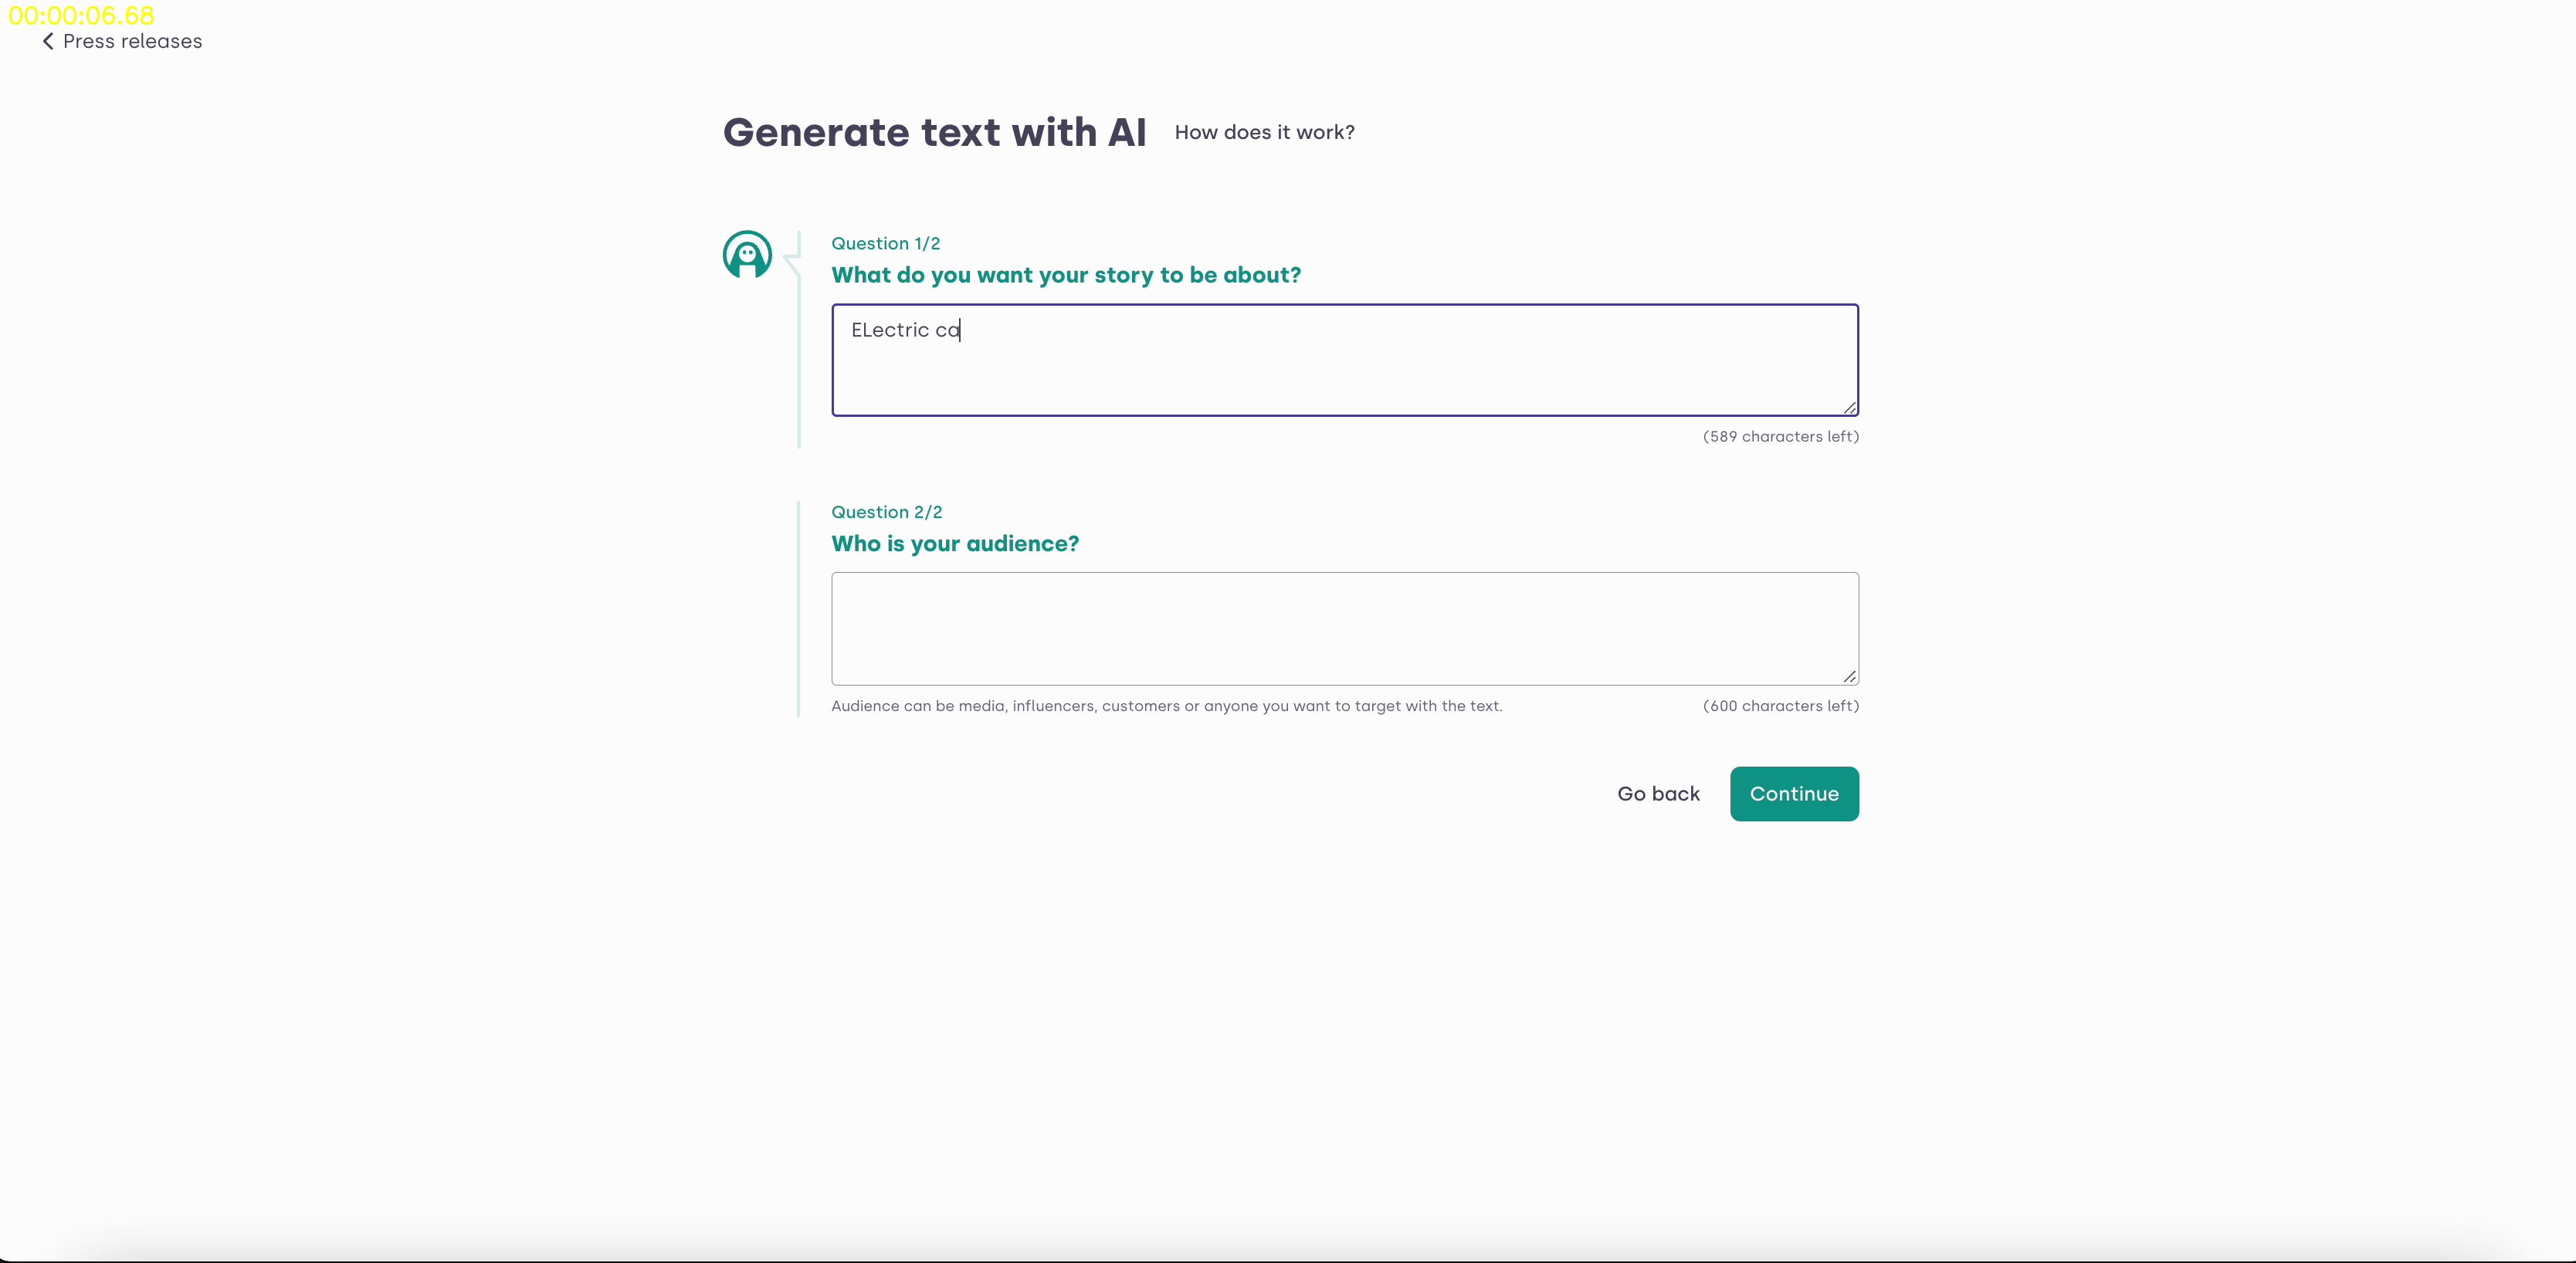 00:00:06.68
Press releases
Generate text with AI How does it work?
Question 1/2
What do you want your story to be about?
ELectric ca
(589 characters left)
Question 2/2
Who is your audience?
Audience can be media, influencers, customers or anyone you want to target with the text. (600 characters left)
Go back Continue